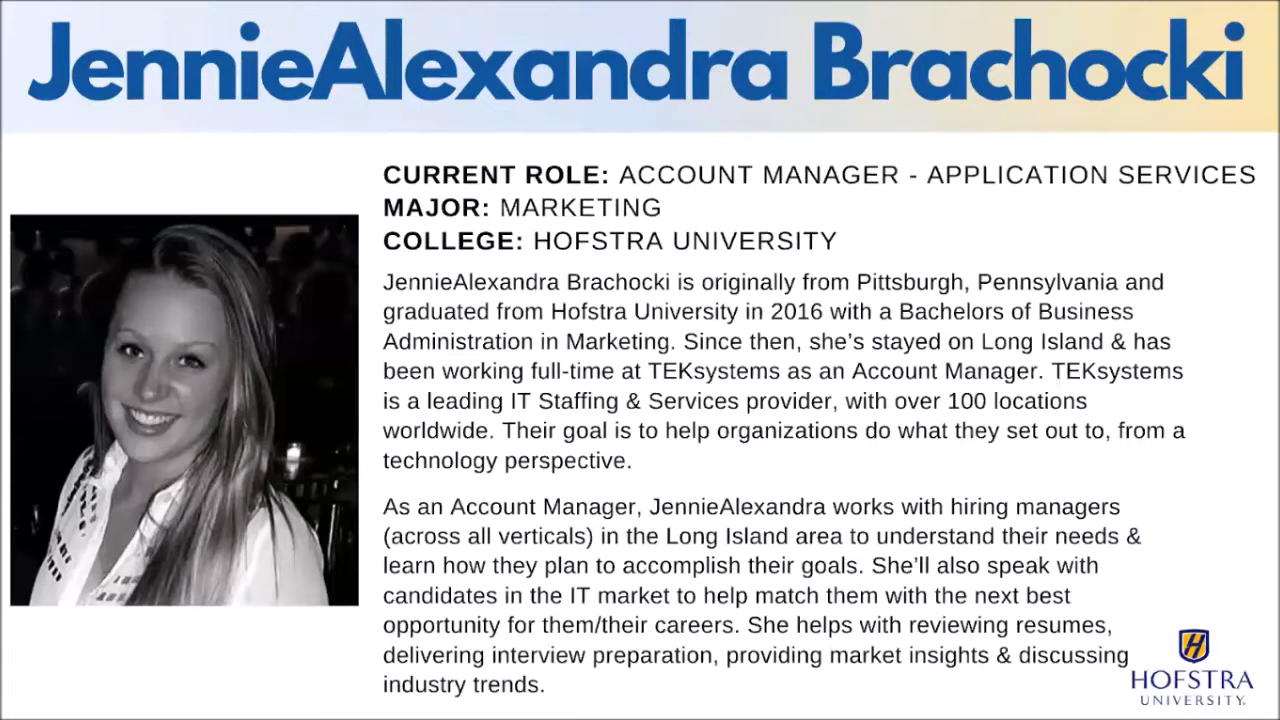 JennieAlexandra Brachocki
CURRENT ROLE: ACCOUNT MANAGER - APPLICATION SERVICES
MAJOR: MARKETING
COLLEGE: HOFSTRA UNIVERSITY
JennieAlexandra Brachocki is originally from Pittsburgh, Pennsylvania and
graduated from Hofstra University in 2016 with a Bachelors of Business
Administration in Marketing. Since then, she's stayed on Long Island & has
been working full-time at TEKsystems as an Account Manager. TEKsystems
is a leading IT Staffing & Services provider, with over 100 locations
worldwide. Their goal is to help organizations do what they set out to, from a
technology perspective.
As an Account Manager, JennieAlexandra works with hiring managers
(across all verticals) in the Long Island area to understand their needs &
learn how they plan to accomplish their goals. She'll also speak with
candidates in the IT market to help match them with the next best
opportunity for them/their careers. She helps with reviewing resumes,
delivering interview preparation, providing market insights & discussing
industry trends.
H
HOFSTRA
UNIVERSITY.